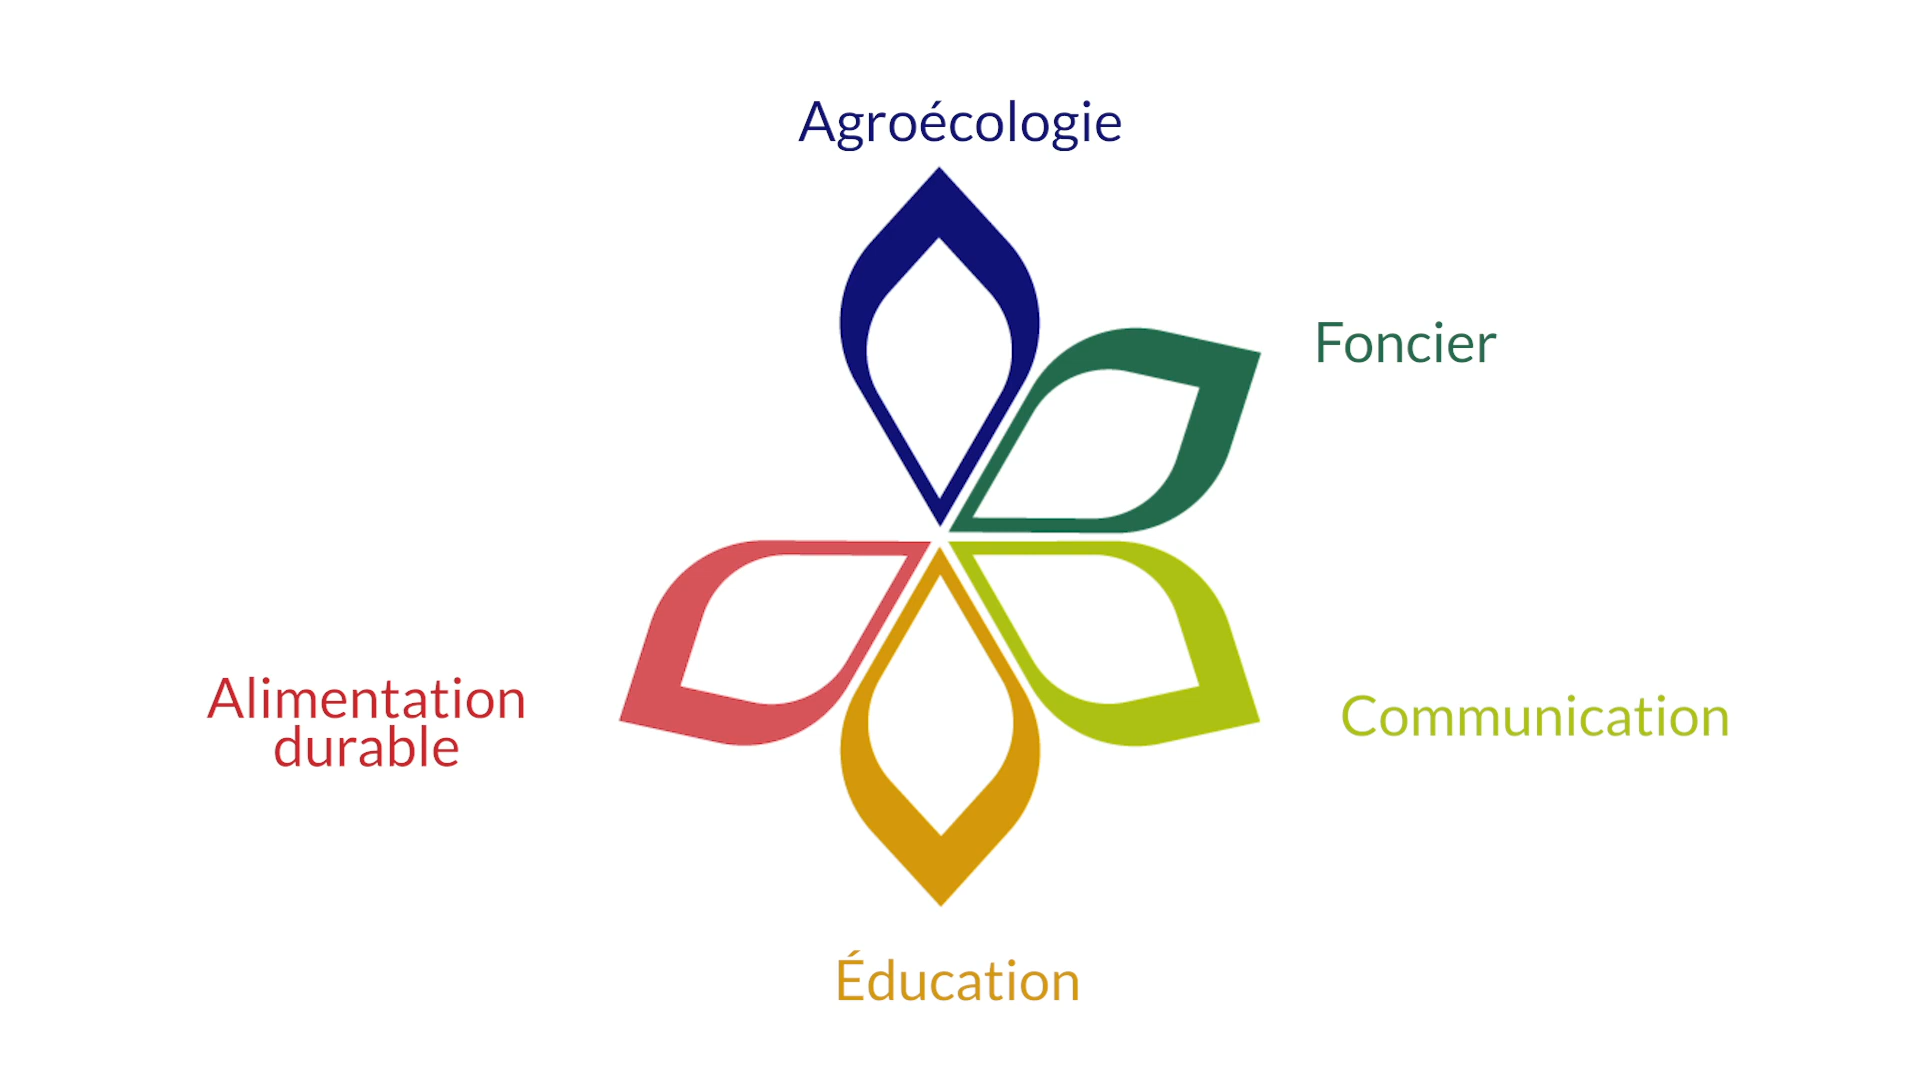 Agroécologie
Foncier
Alimentation
durable
Communication
Éducation